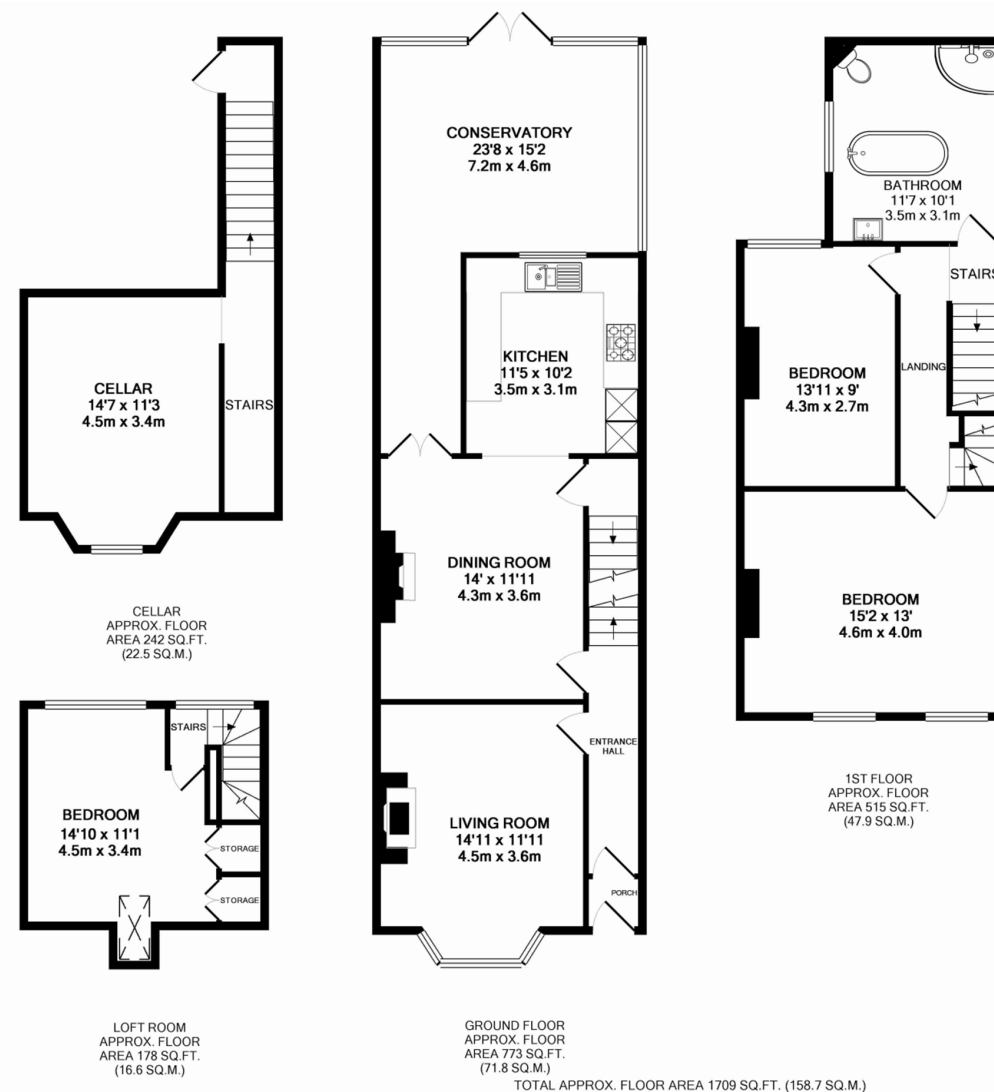 CONSERVATORY
23'8 x 15'2
7.2m x 4.6m
BATHROOM
11'7 x 10'1
3.5m x 3.1m
STAIRS
KITCHEN
11'5 x 10'2
3.5m x 3.1m
BEDROOM
13'11 x 9'
4.3m x 2.7m
LANDING
CELLAR
14'7 x 11'3
4.5m x 3.4m
STAIRS
DINING ROOM
14' x 11'11
4.3m x 3.6m
BEDROOM
15'2 x 13'
4.6m x 4.0m
CELLAR
APPROX. FLOOR
AREA 242 SQ.FT.
(22.5 SQ.M.)
STAIRS
BEDROOM
14'10 x 11'1
4.5m x 3.4m
STORAGE
STORAGE
ENTRANCE
HALL
LIVING ROOM
14'11 x 11'11
4.5m x 3.6m
PORCH
1ST FLOOR
APPROX. FLOOR
AREA 515 SQ.FT.
(47.9 SQ.M.)
LOFT ROOM
APPROX. FLOOR
AREA 178 SQ.FT.
(16.6 SQ.M.)
GROUND FLOOR
APPROX. FLOOR
AREA 773 SQ.FT.
(71.8 SQ.M.)
TOTAL APPROX. FLOOR AREA 1709 SQ.FT. (158.7 SQ.M.)